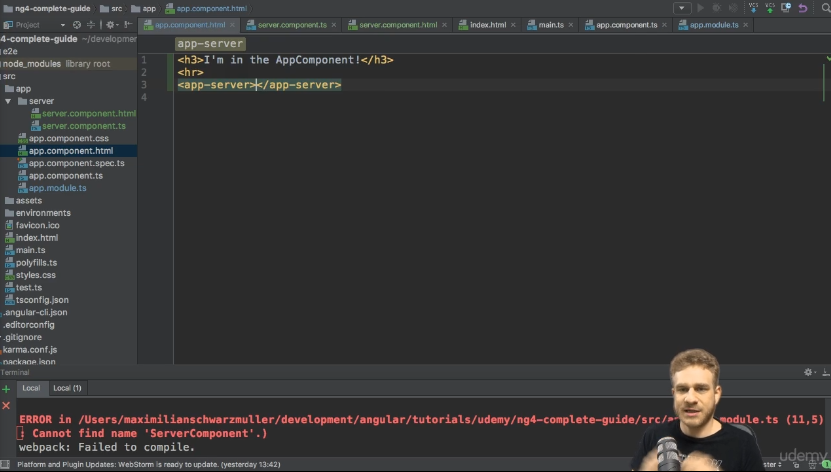 ng4-complete-guide src app app.component.html
Project
app.component.html server.component.ts server.component.html index.html main.ts app.component.ts app.module.ts
4-complete-guide ~/developmen
e2e
node_modules library root
src
app
server
server.component.html
server.component.ts
app.component.css
app.component.html
app.component.spec.ts
app.component.ts
app.module.ts
assets
environments
favicon.ico
index.html
main.ts
polyfills.ts
styles.css
test.ts
tsconfig.json
.angular-cli.json
.editorconfig
.gitignore
karma.conf.js
package.json
app-server
1 <h3>I'm in the AppComponent!</h3>
2 <hr>
3 <app-server></app-server>
4
Terminal
Local Local (1)
ERROR in /Users/maximilianschwarzmuller/development/angular/tutorials/udemy/ng4-complete-guide/src/ module.ts (11,5)
: Cannot find name 'ServerComponent'.)
webpack: Failed to compile.
Platform and Plugin Updates: WebStorm is ready to update. (yesterday 13:42)
udemy